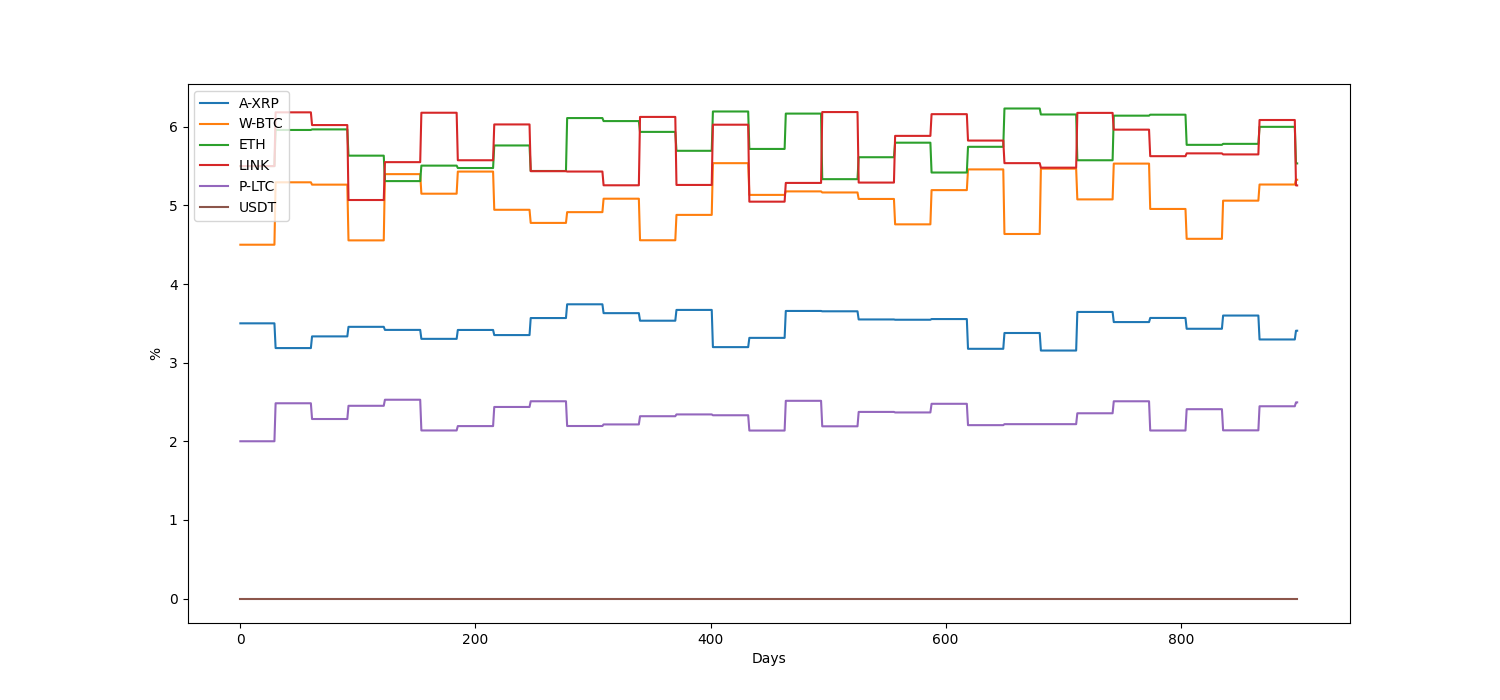 A-XRP
W-BTC
ETH
LINK
P-LTC
USDT
6
5
4
3
2
1
0
%
0 200 400 600 800
Days